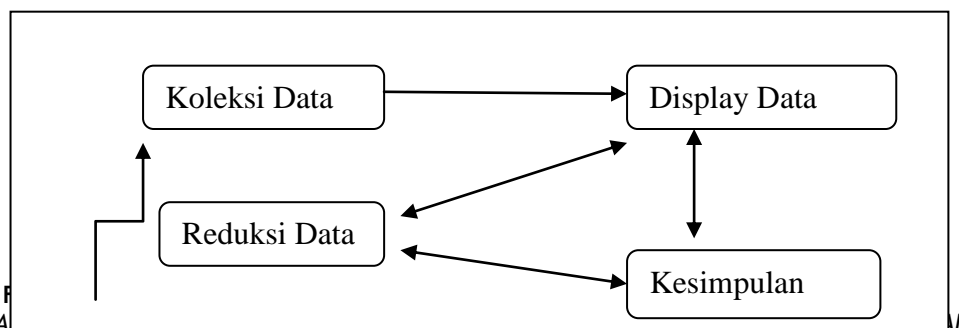 Koleksi Data
Display Data
Reduksi Data
Kesimpulan